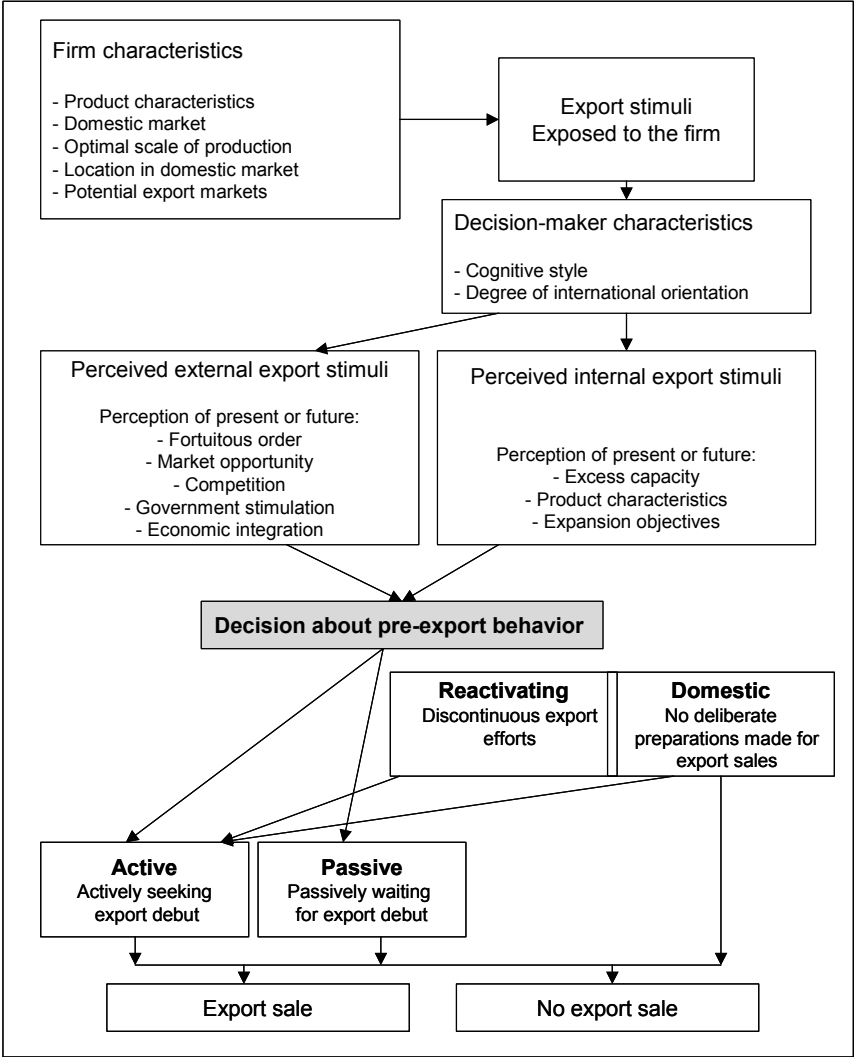 Firm characteristics
- Product characteristics
- Domestic market
- Optimal scale of production
- Location in domestic market
- Potential export markets
Export stimuli
Exposed to the firm
Decision-maker characteristics
- Cognitive style
- Degree of international orientation
Perceived external export stimuli
Perception of present or future:
- Fortuitous order
- Market opportunity
- Competition
- Government stimulation
- Economic integration
Perceived internal export stimuli
Perception of present or future:
- Excess capacity
- Product characteristics
- Expansion objectives
Decision about pre-export behavior
Reactivating
Discontinuous export
efforts
Domestic
No deliberate
preparations made for
export sales
Active
Actively seeking
export debut
Passive
Passively waiting
for export debut
Export sale
No export sale